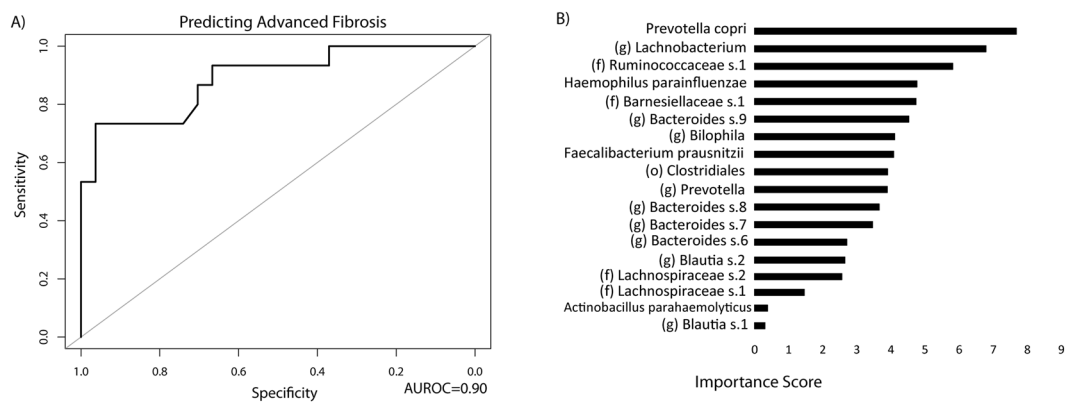 A)
Predicting Advanced Fibrosis
Sensitivity
1.0
0.8
0.6
0.4
0.2
0.0
1.0 0.8 0.6 0.4 0.2 0.0
Specificity
AUROC=0.90
B)
Prevotella copri
(g) Lachnobacterium
(f) Ruminococcaceae s.1
Haemophilus parainfluenzae
(f) Barnesiellaceae s.1
(g) Bacteroides s.9
(g) Bilophila
Faecalibacterium prausnitzii
(o) Clostridiales
(g) Prevotella
(g) Bacteroides s.8
(g) Bacteroides s.7
(g) Bacteroides s.6
(g) Blautia s.2
(f) Lachnospiraceae s.2
(f) Lachnospiraceae s.1
Actinobacillus parahaemolyticus
(g) Blautia s.1
0 1 2 3 4 5 6 7 8 9
Importance Score